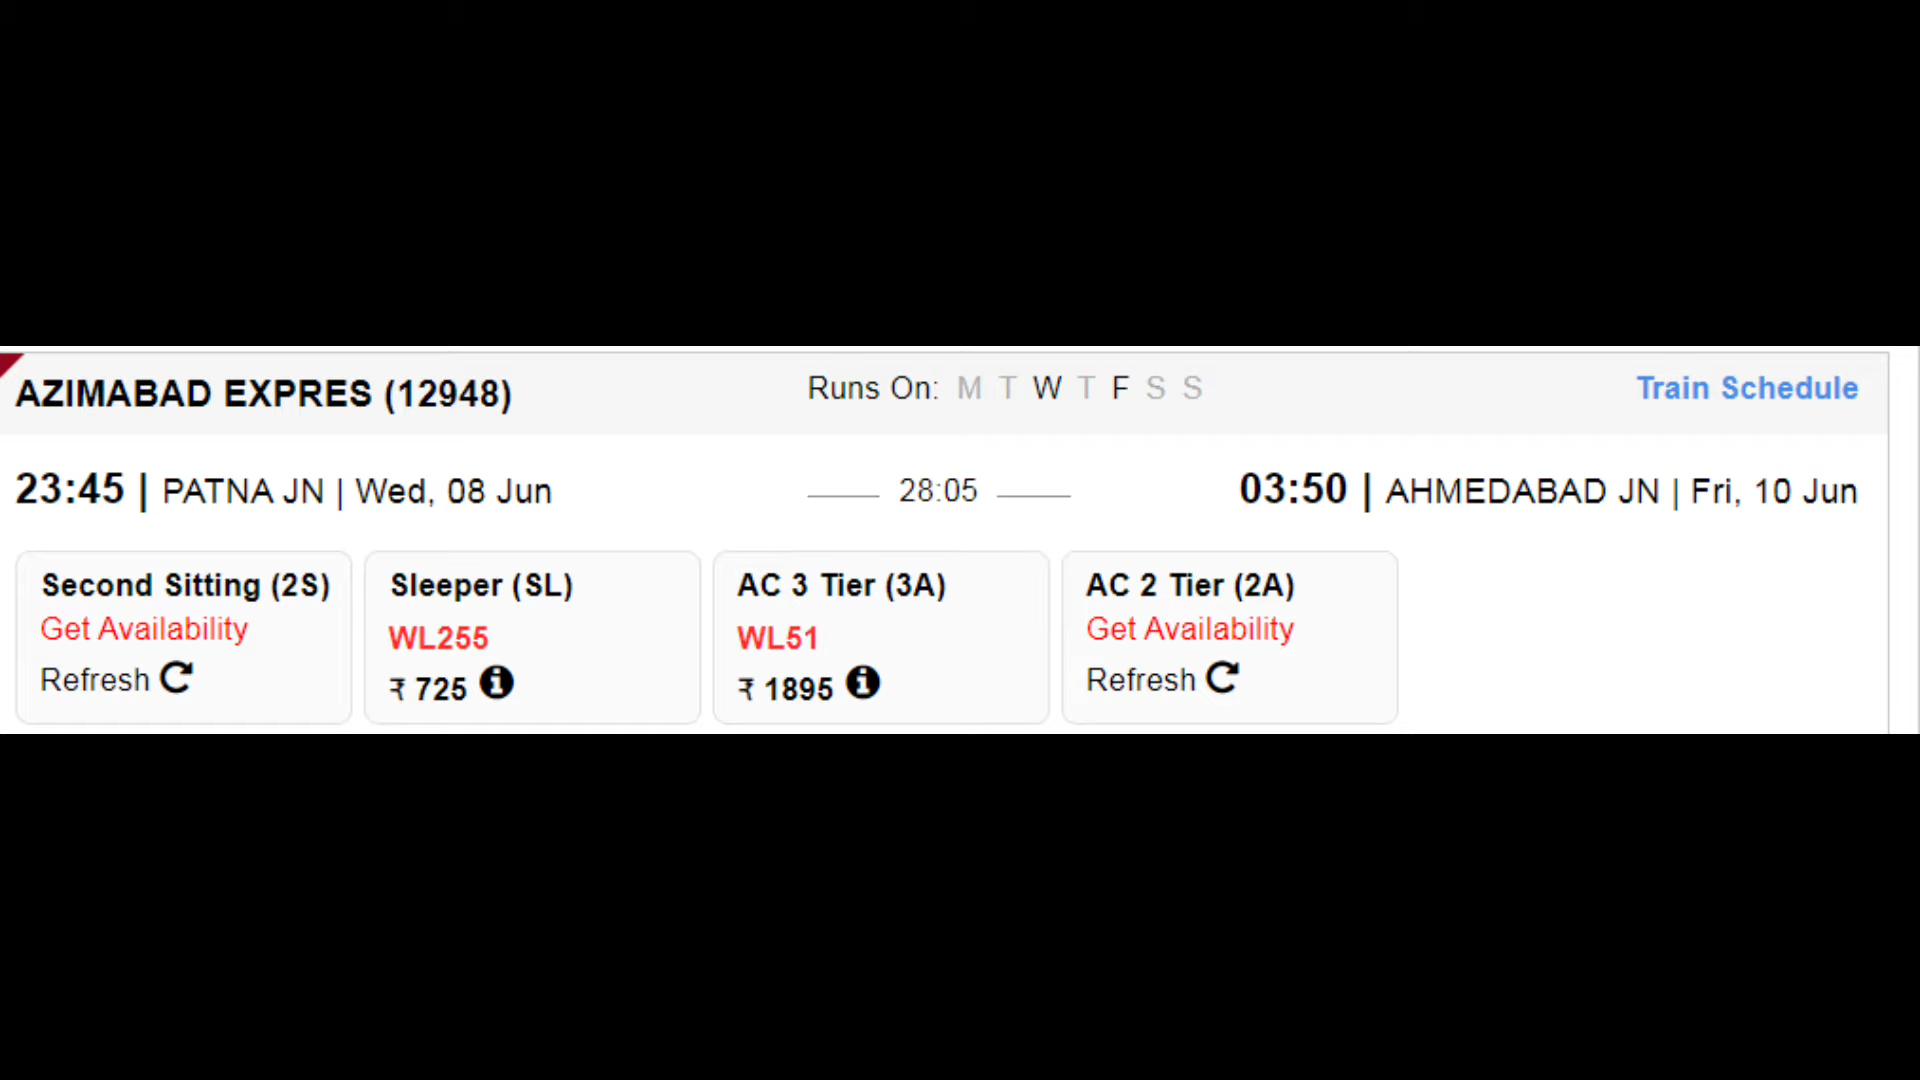 AZIMABAD EXPRES (12948) Runs On: M T W T F S S Train Schedule
23:45 | PATNA JN | Wed, 08 Jun 28:05 03:50 | AHMEDABAD JN | Fri, 10 Jun
Second Sitting (2S) Sleeper (SL) AC 3 Tier (3A) AC 2 Tier (2A)
Get Availability WL255 WL51 Get Availability
Refresh ₹ 725 ₹ 1895 Refresh